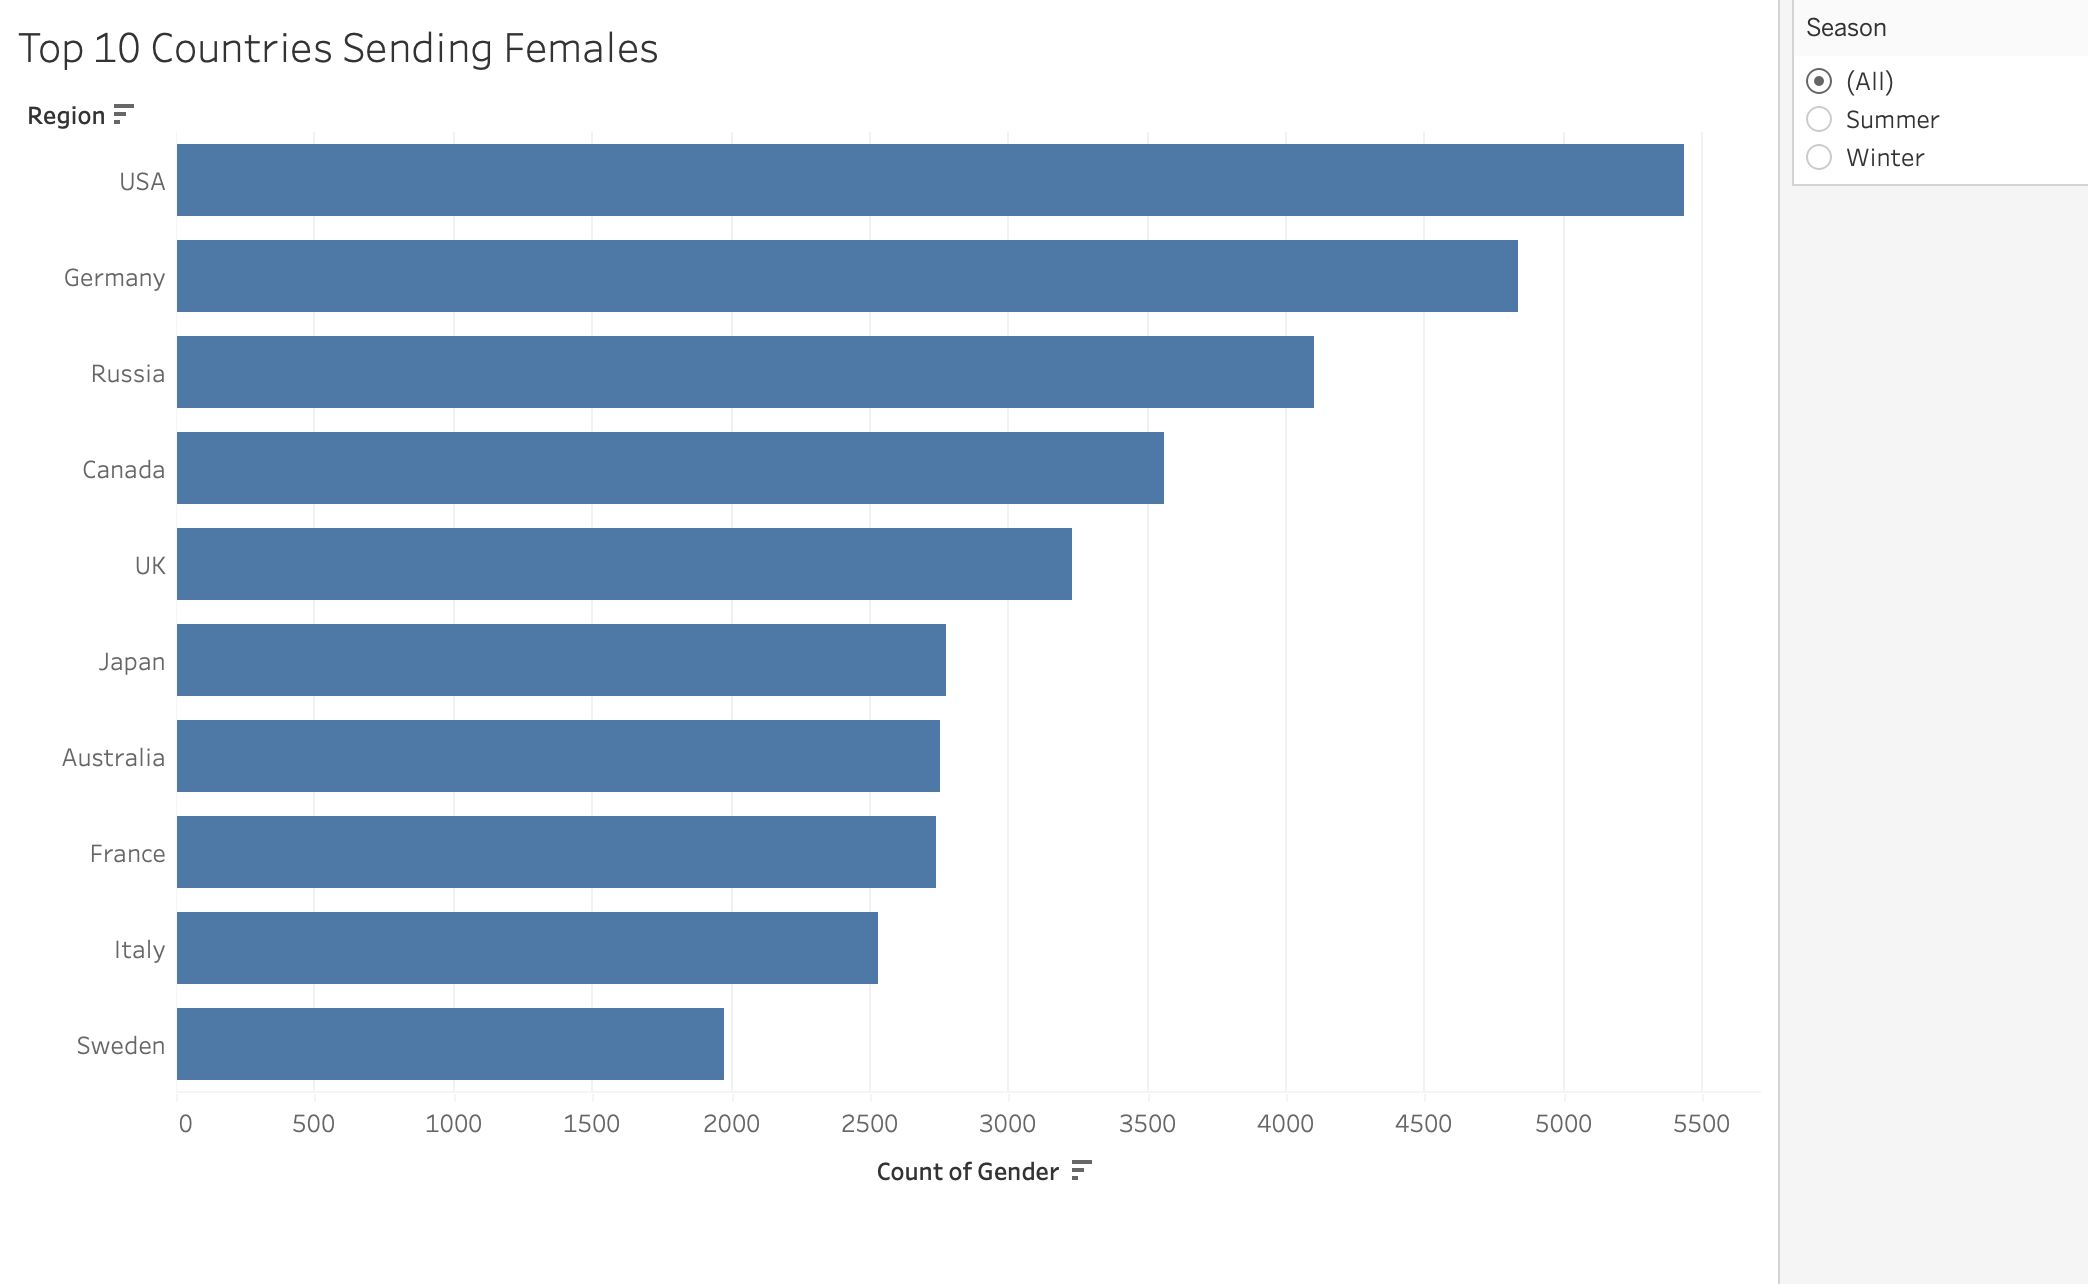 Top 10 Countries Sending Females
Region
USA
Germany
Russia
Canada
UK
Japan
Australia
France
Italy
Sweden
0 500 1000 1500 2000 2500 3000 3500 4000 4500 5000 5500
Count of Gender
Season
(All)
Summer
Winter